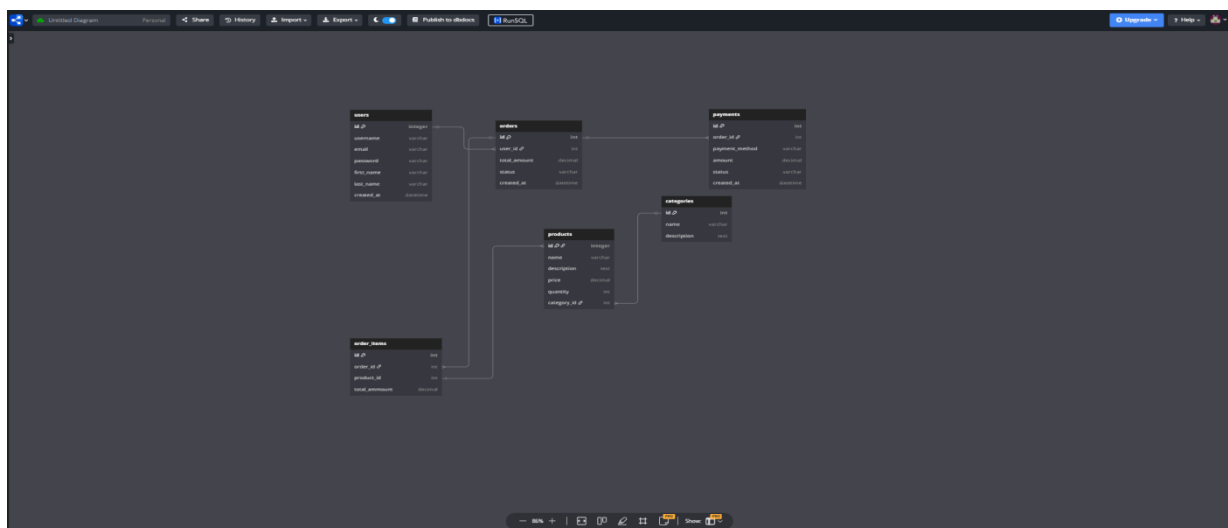 Untitled Diagram Personal Share History Import Export Publish to dbdocs RunSQL Upgrade ? Help
users
id integer
username varchar
email varchar
password varchar
first_name varchar
last_name varchar
created_at datetime
orders
id int
user_id int
total_amount decimal
status varchar
created_at datetime
payments
id int
order_id int
payment_method varchar
amount decimal
status varchar
created_at datetime
categories
id int
name varchar
description text
products
id integer
name varchar
description text
price decimal
quantity int
category_id int
order_items
id int
order_id int
product_id int
total_ammount decimal
86% Show: